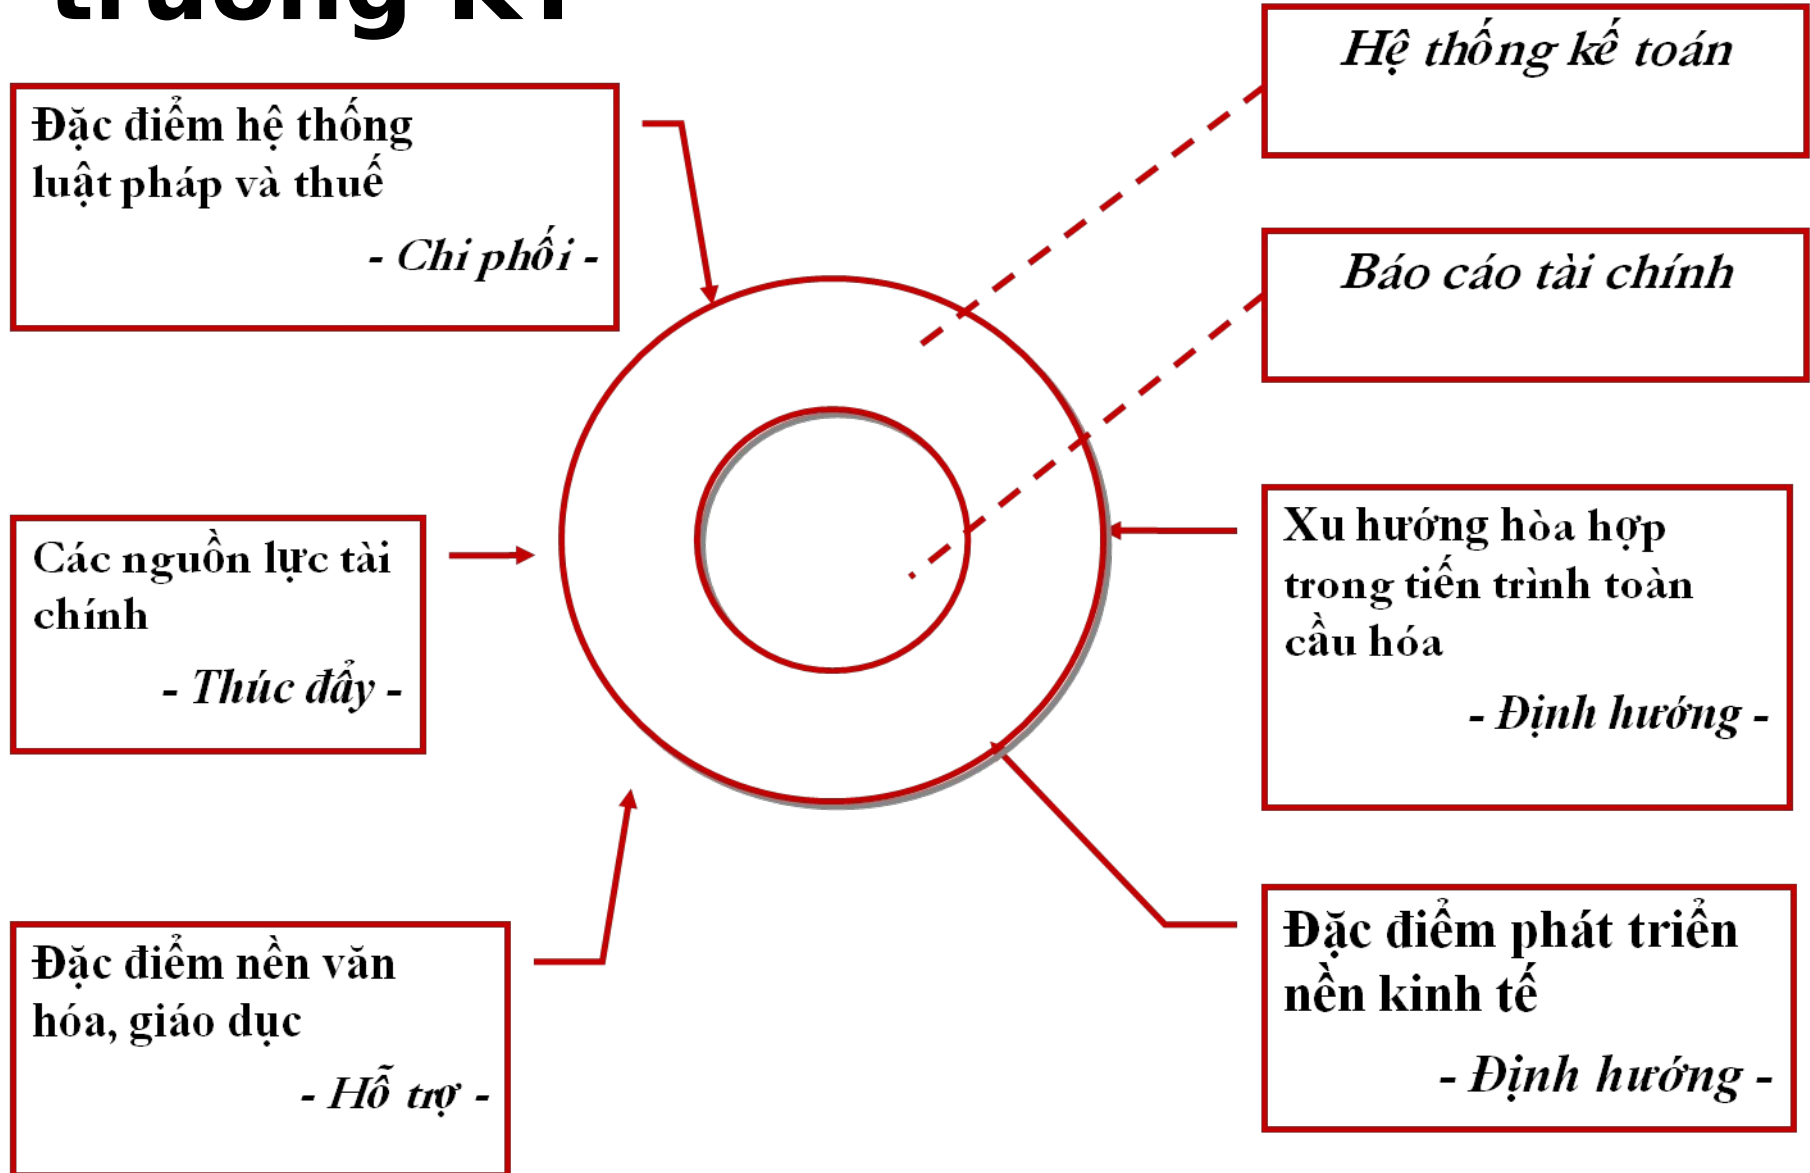 trường KT
Hệ thống kế toán
Đặc điểm hệ thống
luật pháp và thuế
- Chi phối -
Báo cáo tài chính
Các nguồn lực tài
chính
- Thúc đẩy -
Xu hướng hòa hợp
trong tiến trình toàn
cầu hóa
- Định hướng -
Đặc điểm nền văn
hóa, giáo dục
- Hỗ trợ -
Đặc điểm phát triển
nền kinh tế
- Định hướng -